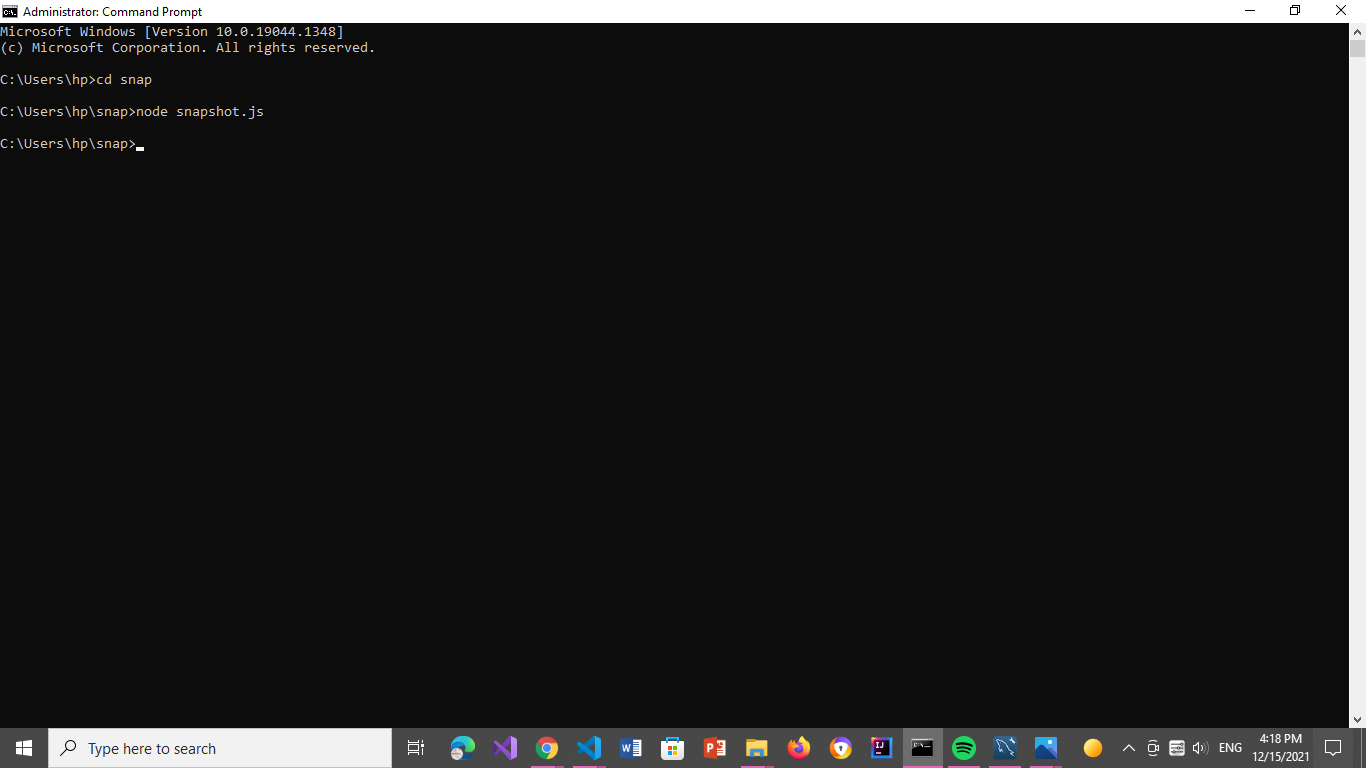 Administrator: Command Prompt
Microsoft Windows [Version 10.0.19044.1348]
(c) Microsoft Corporation. All rights reserved.
C:\Users\hp>cd snap
C:\Users\hp\snap>node snapshot.js
C:\Users\hp\snap>
Type here to search
ENG
4:18 PM
12/15/2021